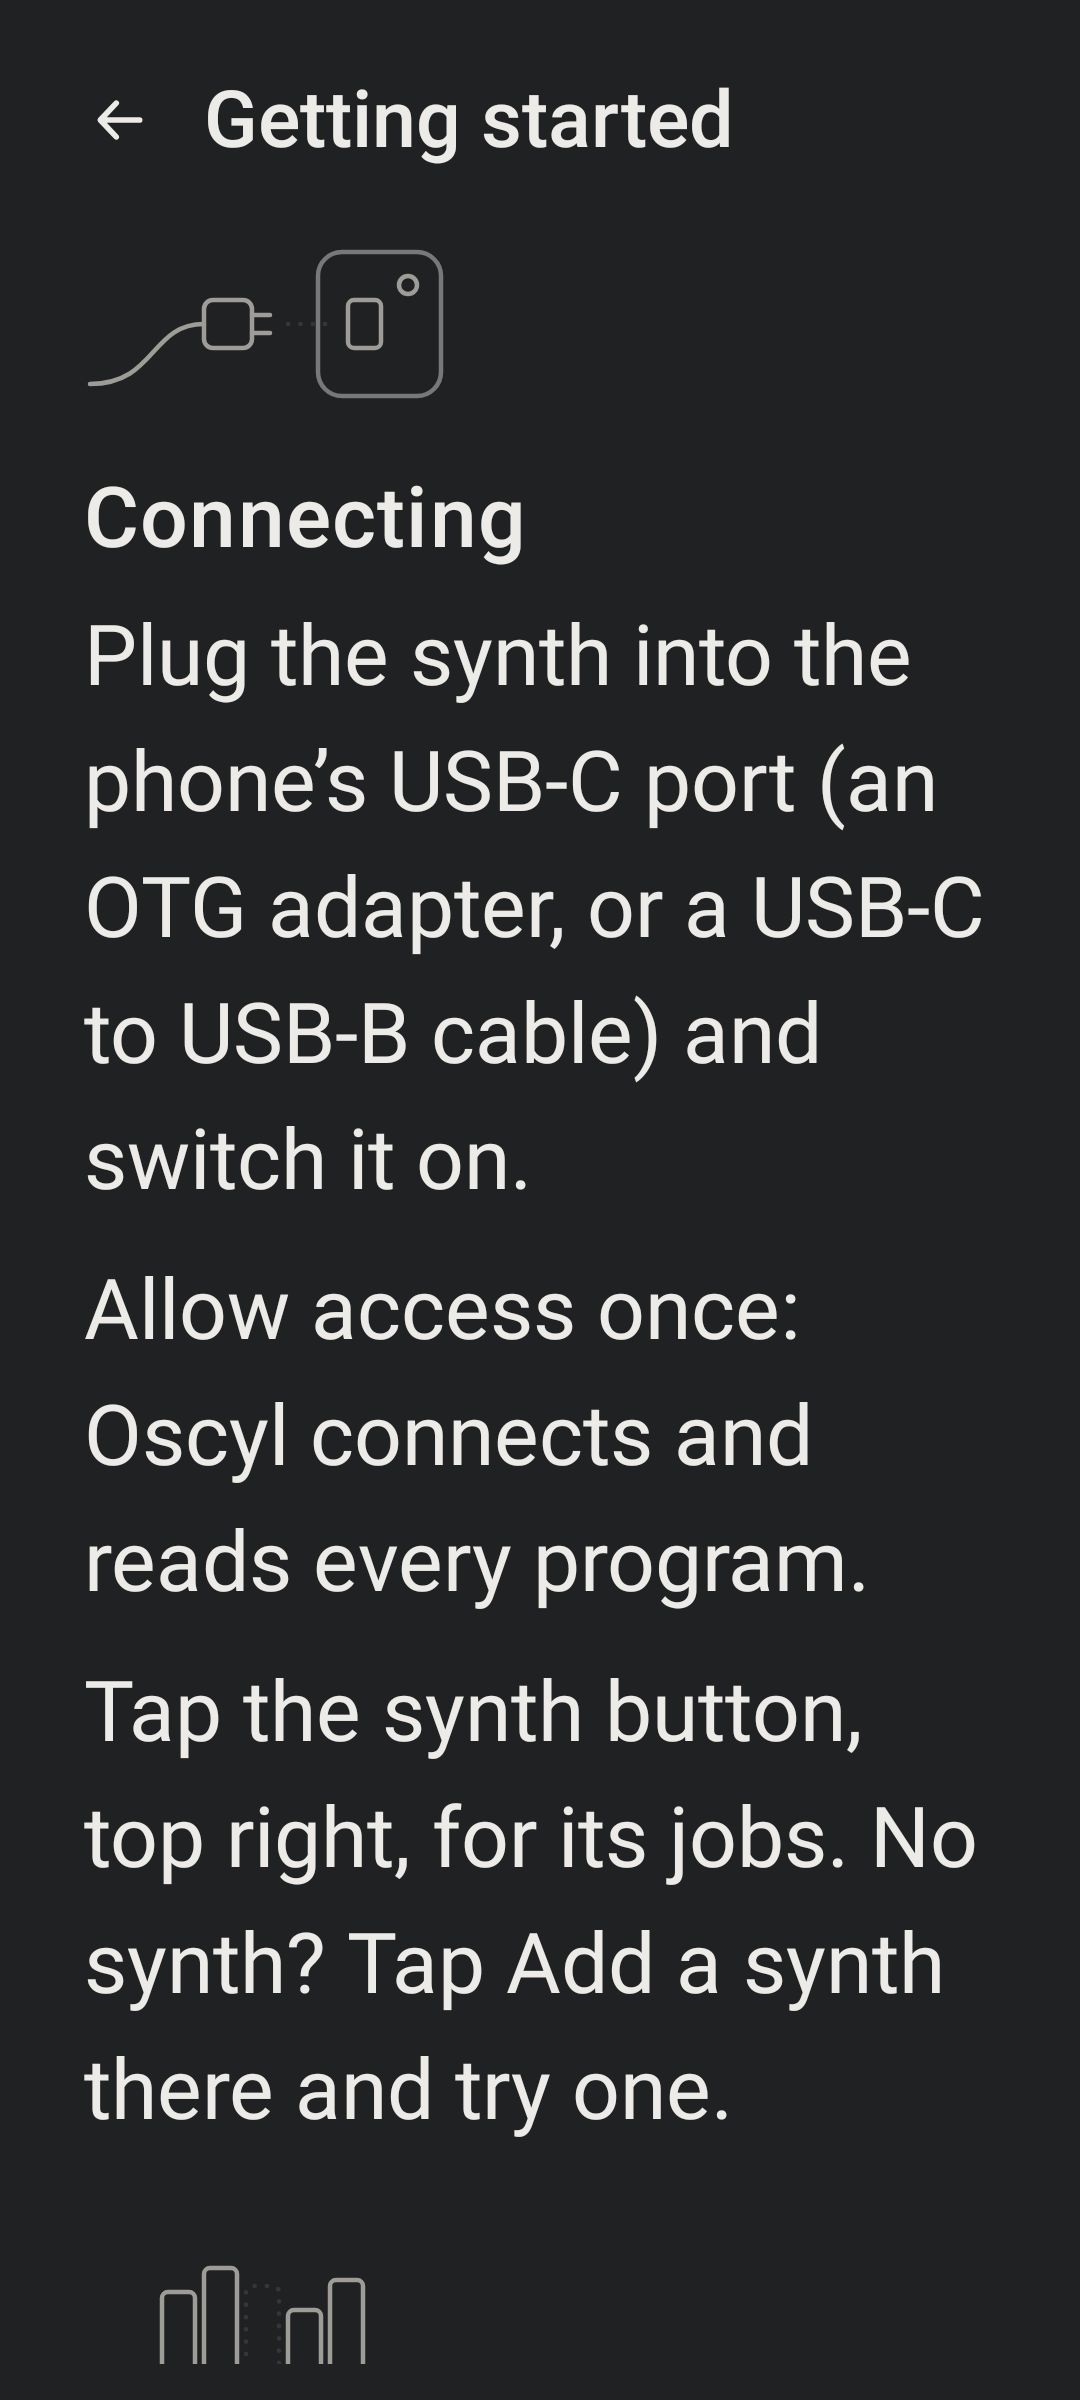 Getting started
Connecting
Plug the synth into the
phone’s USB-C port (an
OTG adapter, or a USB-C
to USB-B cable) and
switch it on.
Allow access once:
Oscyl connects and
reads every program.
Tap the synth button,
top right, for its jobs. No
synth? Tap Add a synth
there and try one.